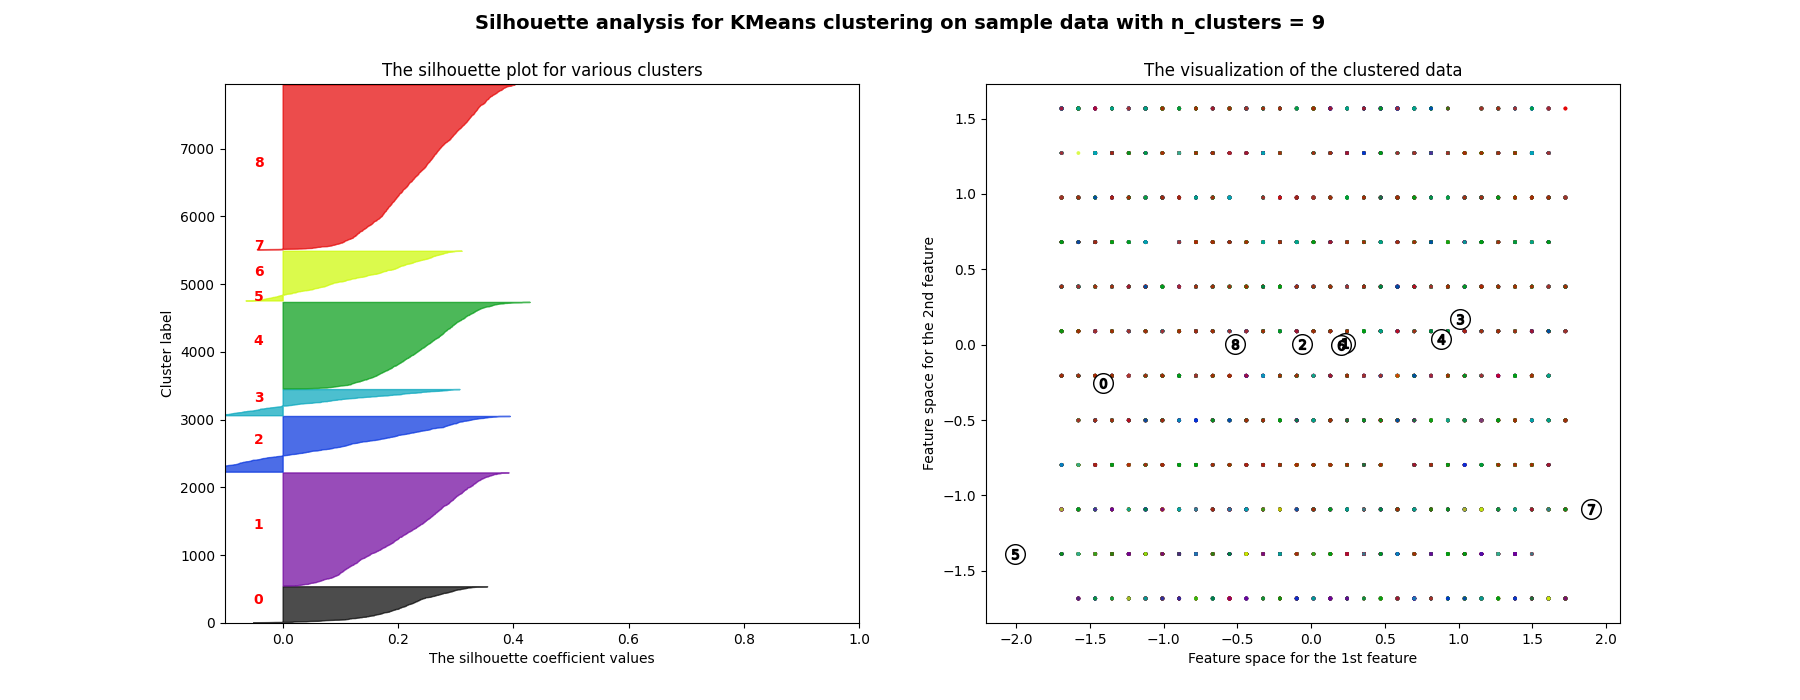 Silhouette analysis for KMeans clustering on sample data with n_clusters = 9
The silhouette plot for various clusters
Cluster label
7000
6000
5000
4000
3000
2000
1000
0
8
7
6
5
4
3
2
1
0
0.0 0.2 0.4 0.6 0.8 1.0
The silhouette coefficient values
The visualization of the clustered data
Feature space for the 2nd feature
1.5
1.0
0.5
0.0
−0.5
−1.0
−1.5
3
4
8 2 6 1
0
7
5
−2.0 −1.5 −1.0 −0.5 0.0 0.5 1.0 1.5 2.0
Feature space for the 1st feature